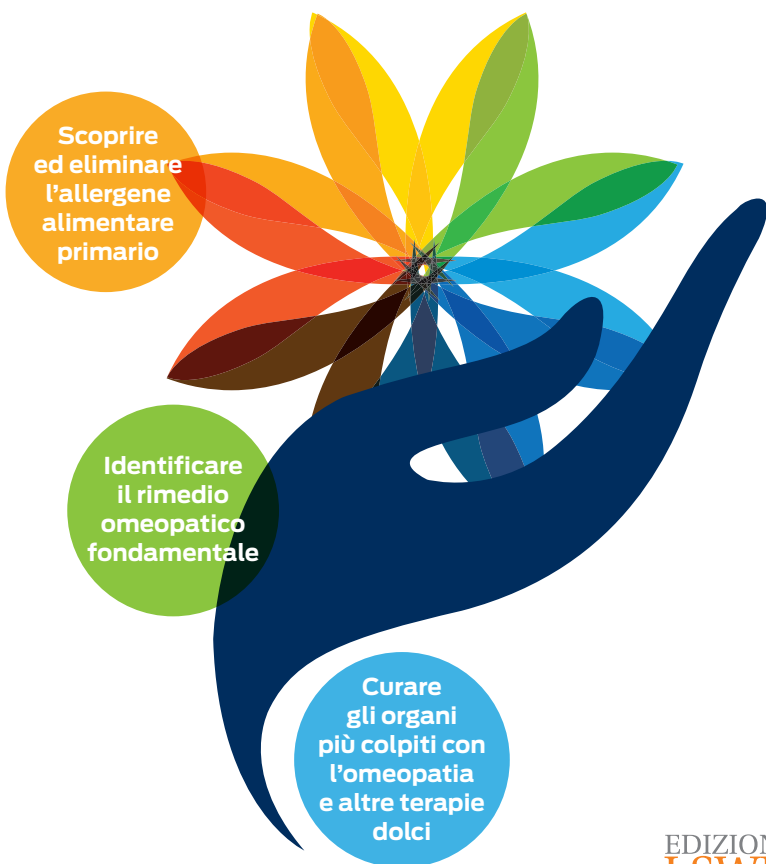 Scoprire
ed eliminare
l’allergene
alimentare
primario
Identificare
il rimedio
omeopatico
fondamentale
Curare
gli organi
più colpiti con
l’omeopatia
e altre terapie
dolci